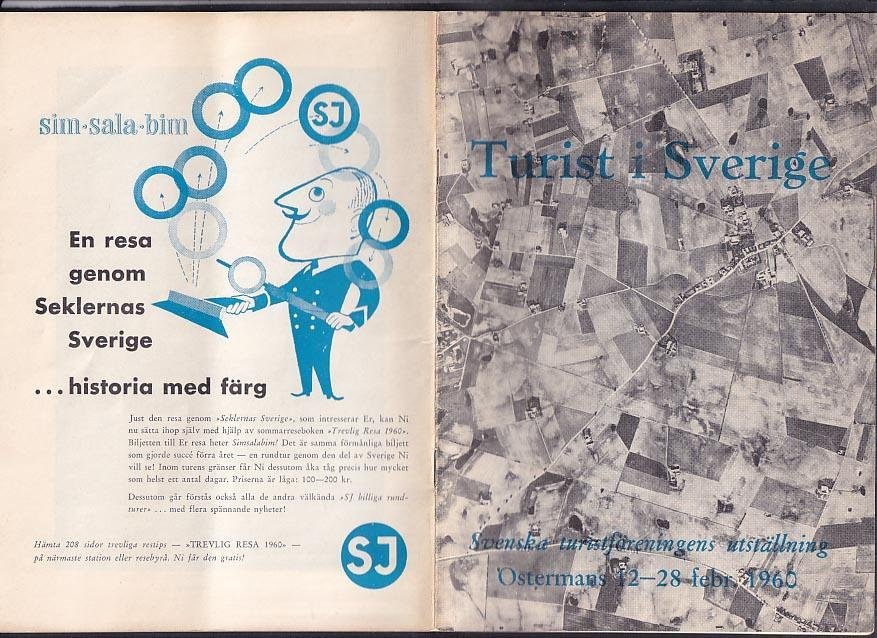 sim-sala-bim
SJ
En resa
genom
Seklernas
Sverige
...historia med färg
Just den resa genom »Seklernas Sverige», som intresserar Er, kan Ni
nu sätta ihop själv med hjälp av sommarreseboken »Trevlig Resa 1960».
Biljetten till Er resa heter Simsalabim! Det är samma förmånliga biljett
som gjorde succé förra året — en rundtur genom den del av Sverige Ni
vill se! Inom turens gränser får Ni dessutom åka tåg precis hur mycket
som helst ett antal dagar. Priserna är låga: 100—200 kr.
Dessutom går förstås också alla de andra välkända »SJ billiga rund-
turer» ... med flera spännande nyheter!
Hämta 208 sidor trevliga restips — »TREVLIG RESA 1960» —
på närmaste station eller resebyrå. Ni får den gratis!
SJ
Turist i Sverige
Svenska turistföreningens utställning
Östermans 12—28 febr. 1960